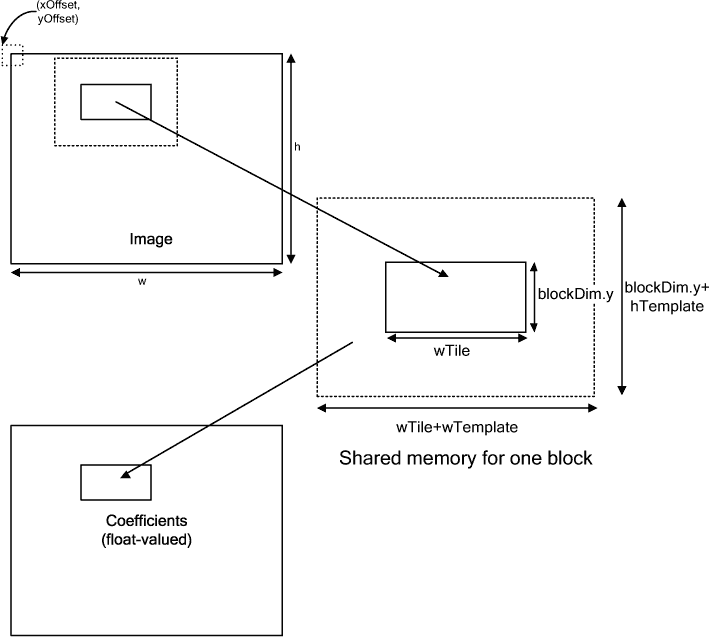 (xOffset,
yOffset)
h
Image
w
blockDim.y
blockDim.y+
hTemplate
wTile
wTile+wTemplate
Shared memory for one block
Coefficients
(float-valued)